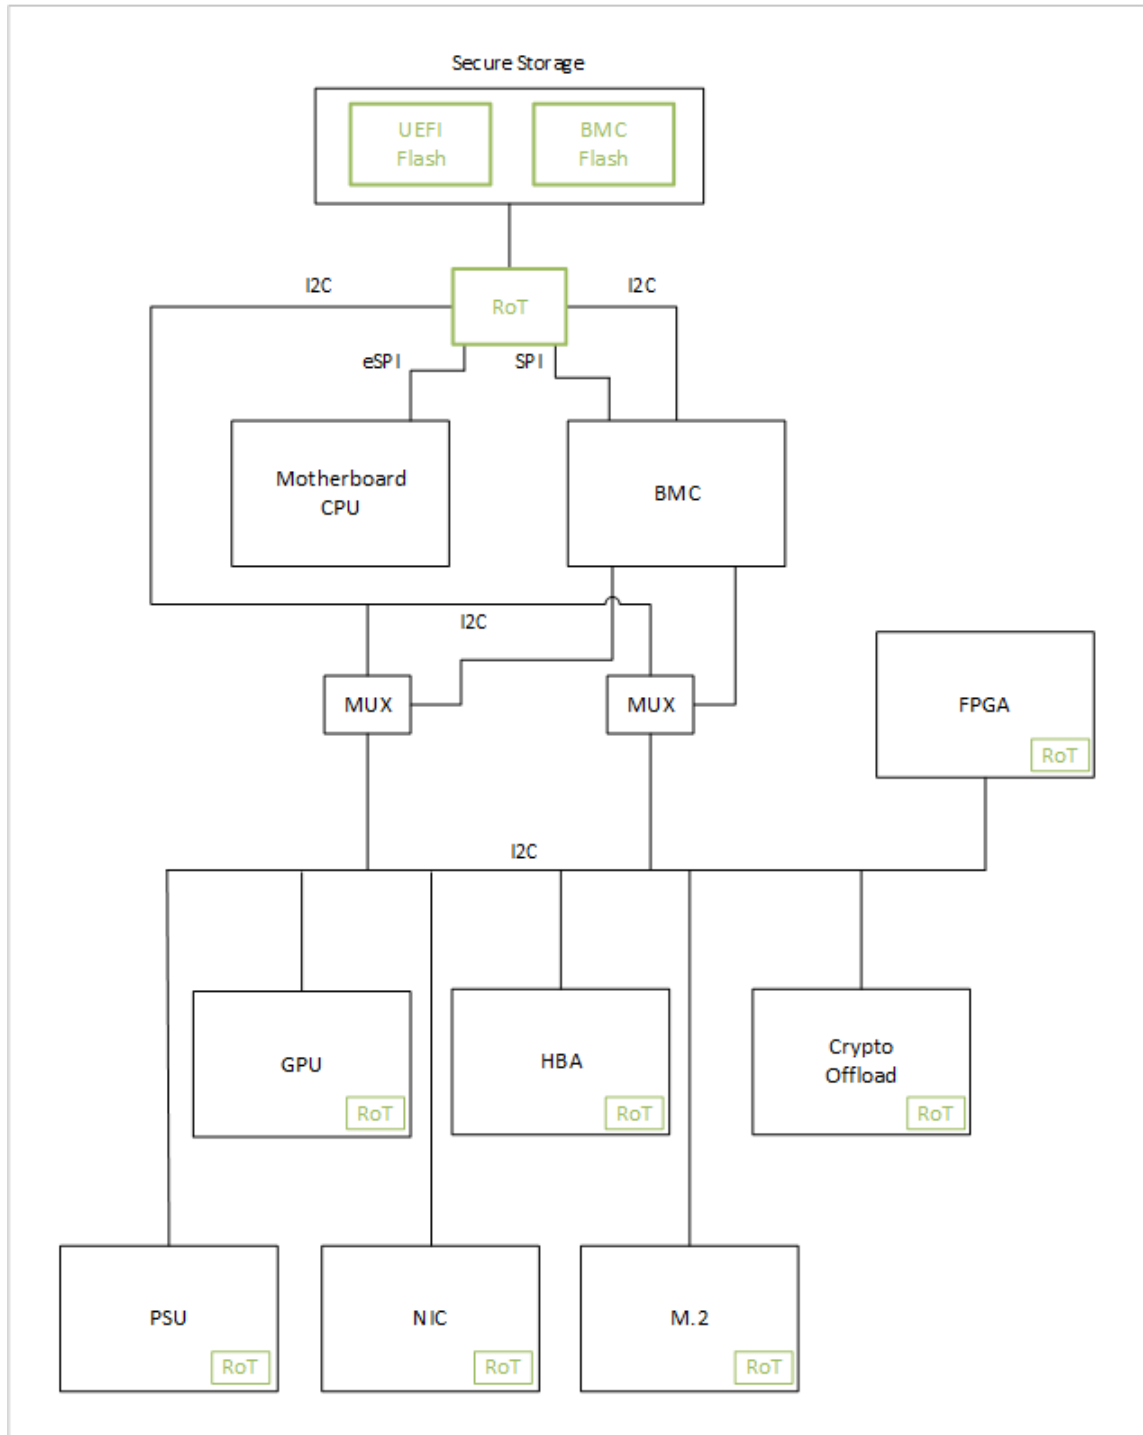 Secure Storage
UEFI
Flash
BMC
Flash
I2C
RoT
I2C
eSPI
SPI
Motherboard
CPU
BMC
I2C
MUX
MUX
FPGA
RoT
I2C
GPU
RoT
HBA
RoT
Crypto
Offload
RoT
PSU
RoT
NIC
RoT
M.2
RoT